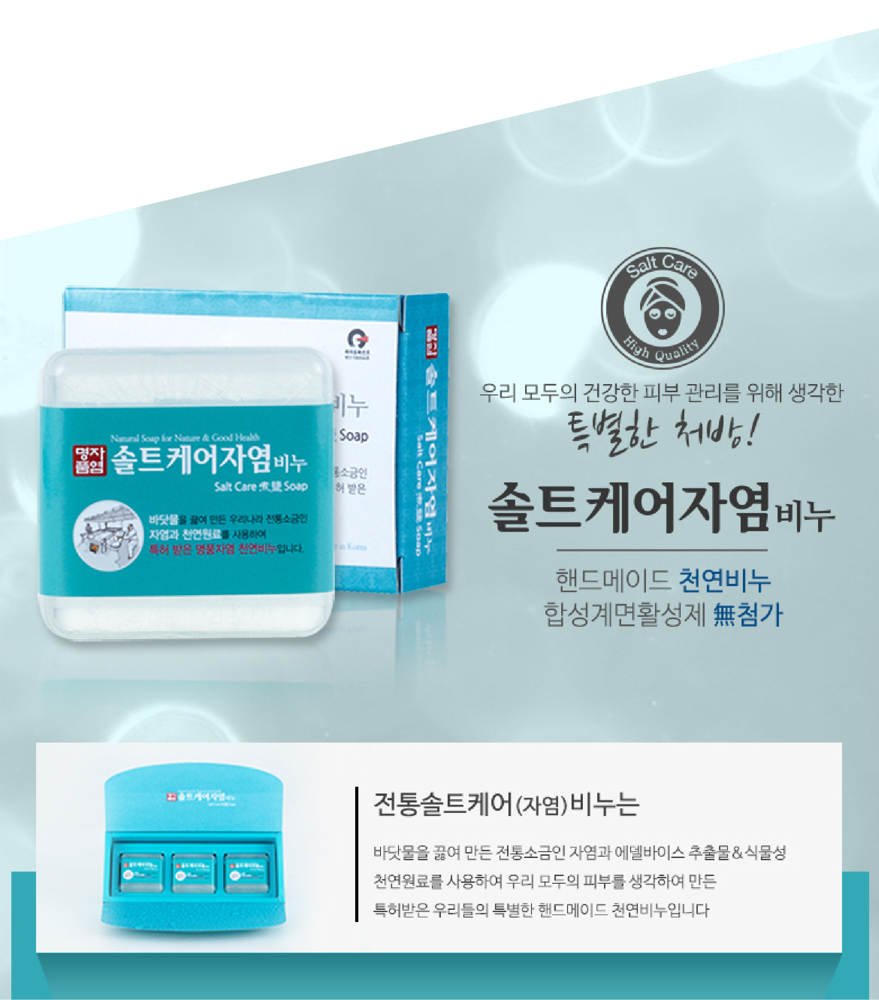 Salt Care
High Quality
우리 모두의 건강한 피부 관리를 위해 생각한
특별한 처방!
솔트케어자염비누
핸드메이드 천연비누
합성계면활성제 無첨가
명품 솔트케어자염비누
Salt Care 煮鹽 Soap
비누
Soap
통소금인
허 받은
in Korea
Natural Soap for Nature & Good Health
명품자염 솔트케어자염비누
Salt Care 煮鹽 Soap
바닷물을 끓여 만든 우리나라 전통소금인
자염과 천연원료를 사용하여
특허 받은 명품자염 천연비누입니다.
솔트케어자염비누
전통솔트케어(자염)비누는
바닷물을 끓여 만든 전통소금인 자염과 에델바이스 추출물&식물성
천연원료를 사용하여 우리 모두의 피부를 생각하여 만든
특허받은 우리들의 특별한 핸드메이드 천연비누입니다